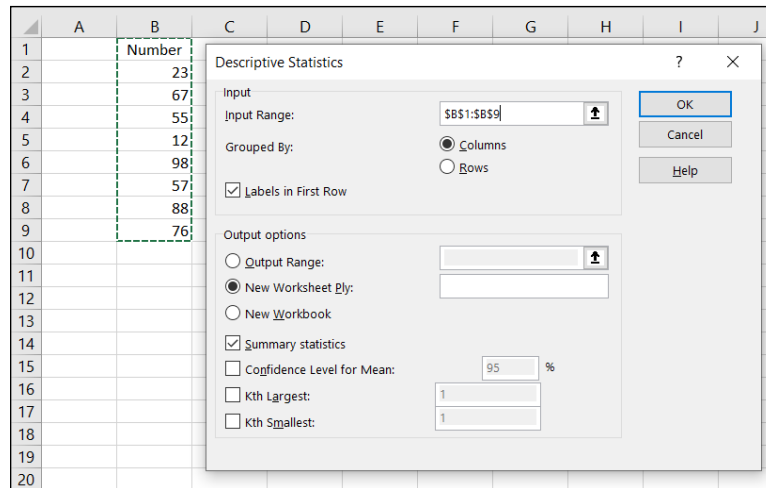 A B C D E F G H I J
1 Number
2 23
3 67
4 55
5 12
6 98
7 57
8 88
9 76
10
11
12
13
14
15
16
17
18
19
20
Descriptive Statistics ? ×
Input
Input Range: $B$1:$B$9
Grouped By: Columns
Rows
Labels in First Row
OK
Cancel
Help
Output options
Output Range:
New Worksheet Ply:
New Workbook
Summary statistics
Confidence Level for Mean: 95 %
Kth Largest: 1
Kth Smallest: 1